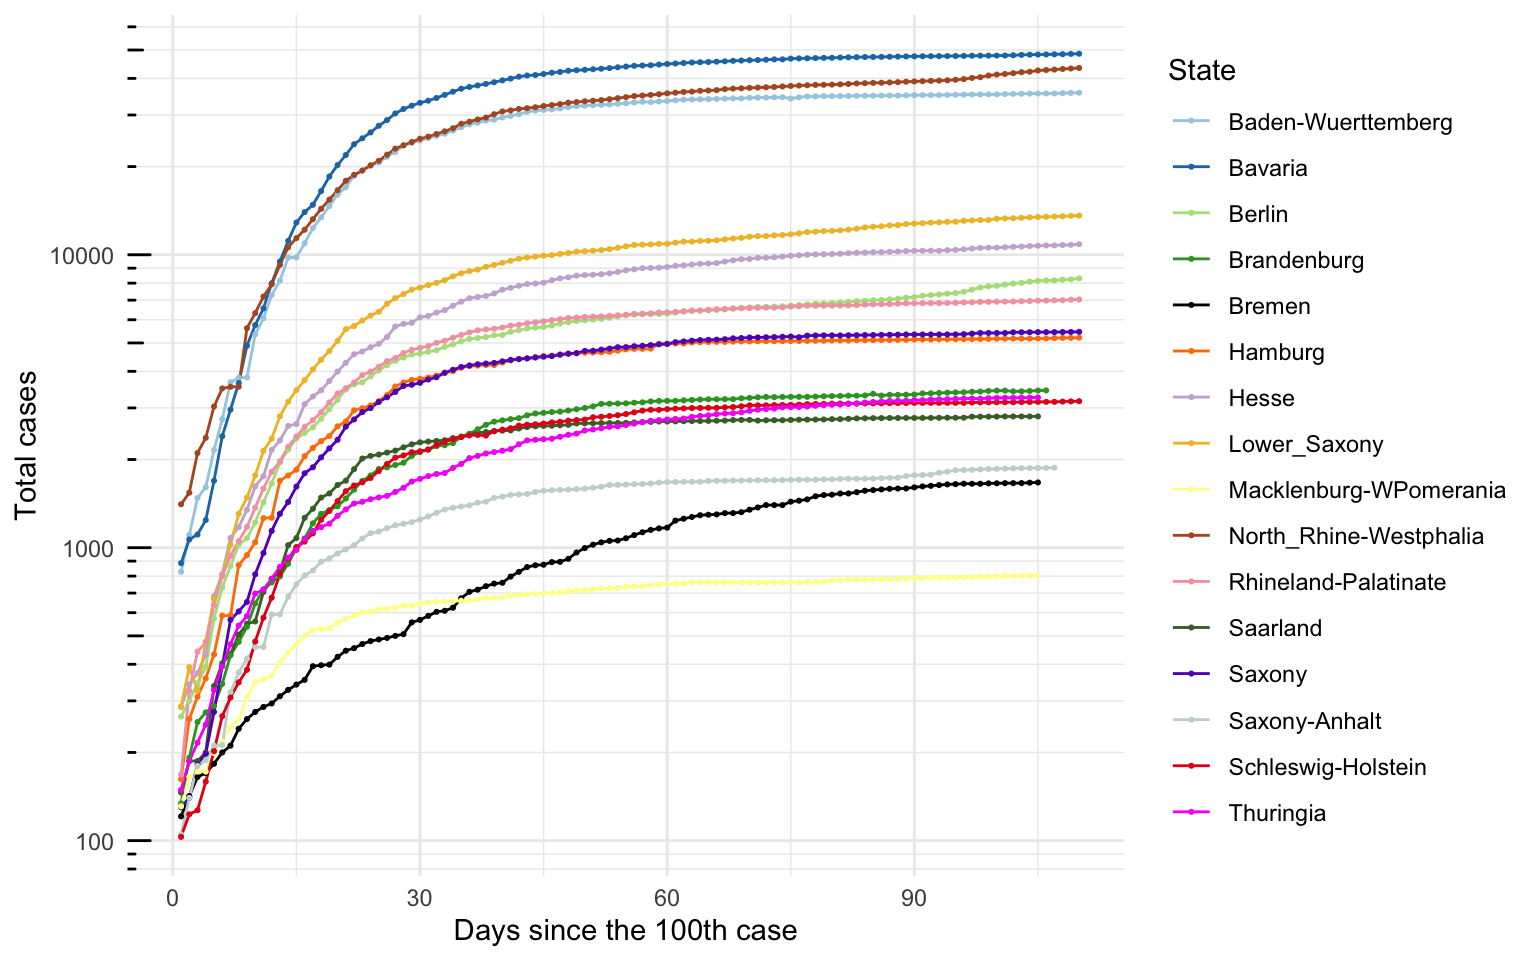 Total cases
10000
1000
100
0 30 60 90
Days since the 100th case
State
Baden-Wuerttemberg
Bavaria
Berlin
Brandenburg
Bremen
Hamburg
Hesse
Lower_Saxony
Macklenburg-WPomerania
North_Rhine-Westphalia
Rhineland-Palatinate
Saarland
Saxony
Saxony-Anhalt
Schleswig-Holstein
Thuringia